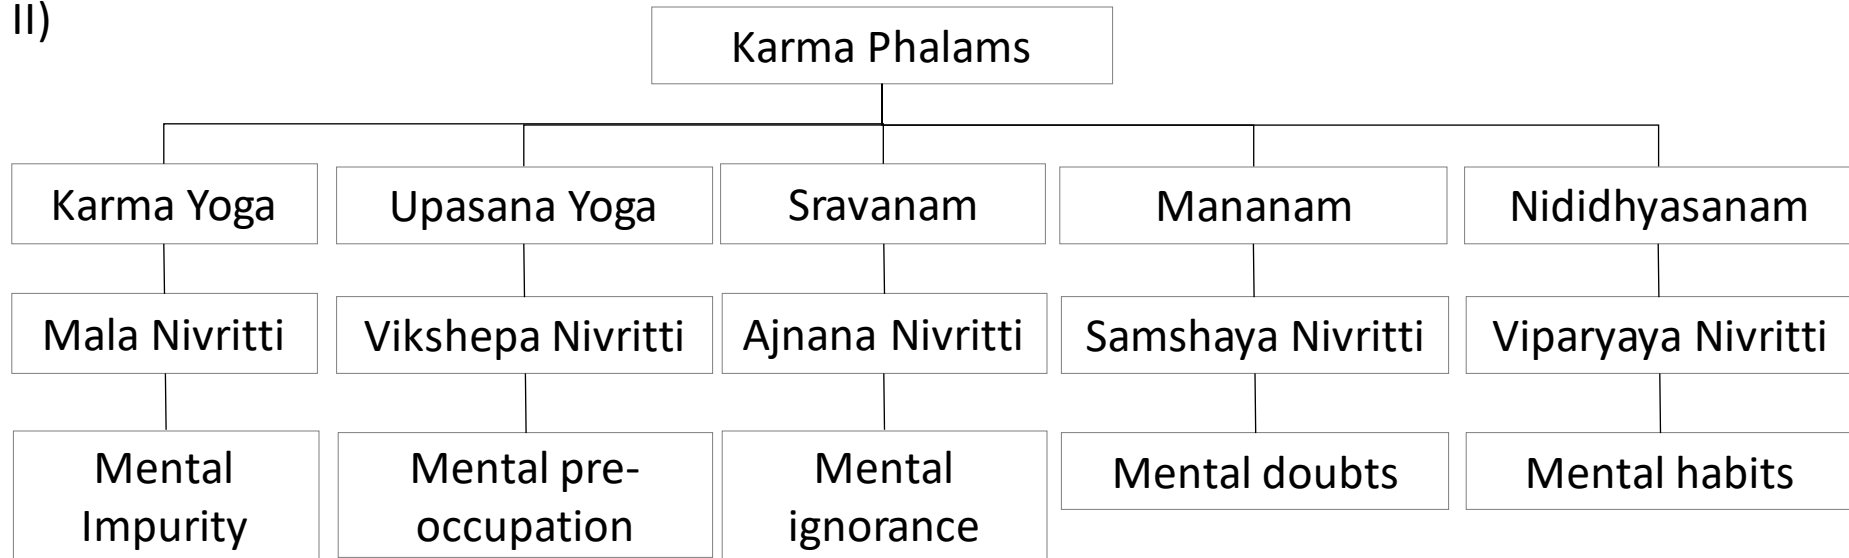 II)
Karma Phalams
Karma Yoga
Upasana Yoga
Sravanam
Mananam
Nididhyasanam
Mala Nivritti
Vikshepa Nivritti
Ajnana Nivritti
Samshaya Nivritti
Viparyaya Nivritti
Mental
Impurity
Mental pre-
occupation
Mental
ignorance
Mental doubts
Mental habits